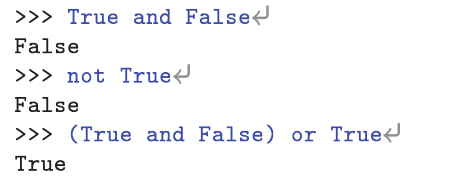 >>> True and False↵
False
>>> not True↵
False
>>> (True and False) or True↵
True